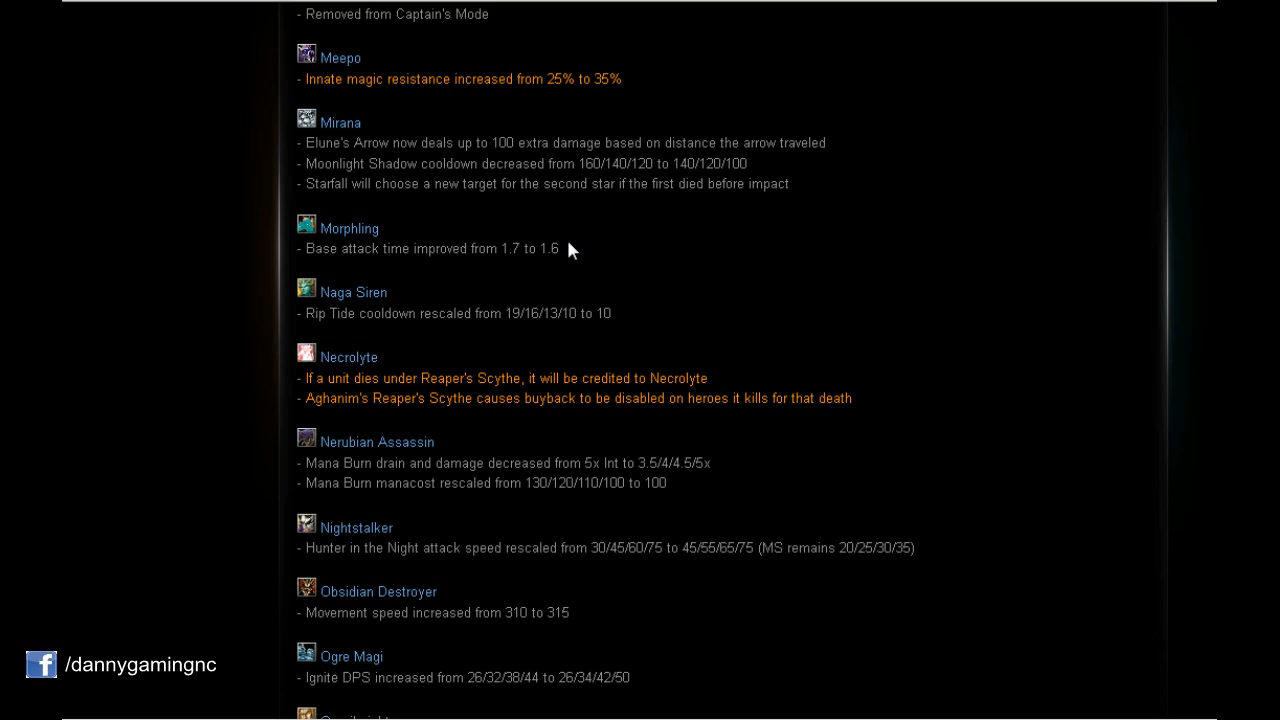 - Removed from Captain's Mode
Meepo
- Innate magic resistance increased from 25% to 35%
Mirana
- Elune's Arrow now deals up to 100 extra damage based on distance the arrow traveled
- Moonlight Shadow cooldown decreased from 160/140/120 to 140/120/100
- Starfall will choose a new target for the second star if the first died before impact
Morphling
- Base attack time improved from 1.7 to 1.6
Naga Siren
- Rip Tide cooldown rescaled from 19/16/13/10 to 10
Necrolyte
- If a unit dies under Reaper's Scythe, it will be credited to Necrolyte
- Aghanim's Reaper's Scythe causes buyback to be disabled on heroes it kills for that death
Nerubian Assassin
- Mana Burn drain and damage decreased from 5x Int to 3.5/4/4.5/5x
- Mana Burn manacost rescaled from 130/120/110/100 to 100
Nightstalker
- Hunter in the Night attack speed rescaled from 30/45/60/75 to 45/55/65/75 (MS remains 20/25/30/35)
Obsidian Destroyer
- Movement speed increased from 310 to 315
Ogre Magi
- Ignite DPS increased from 26/32/38/44 to 26/34/42/50
f /dannygamingnc